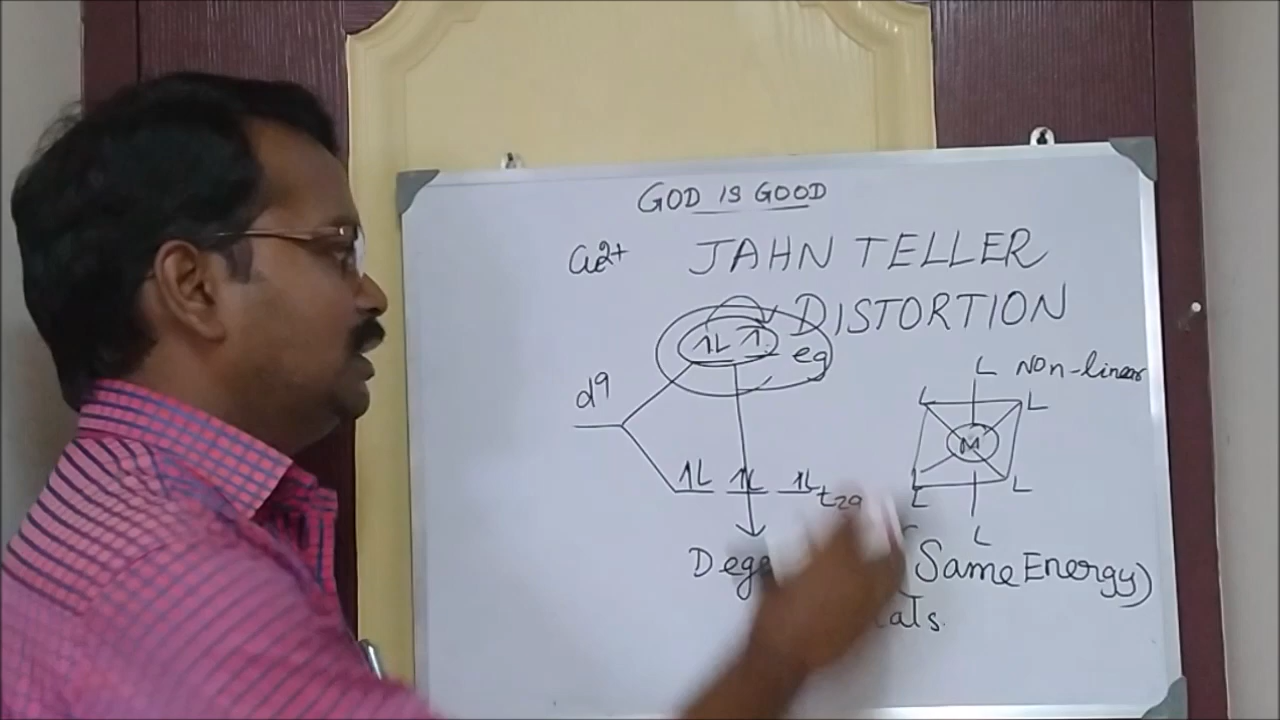 GOD IS GOOD
Cu2+ JAHN TELLER
DISTORTION
1L 1 eg
L Non-linear
d9
L L
M
1L 1L 1L t2g
L L
L
(Same Energy)